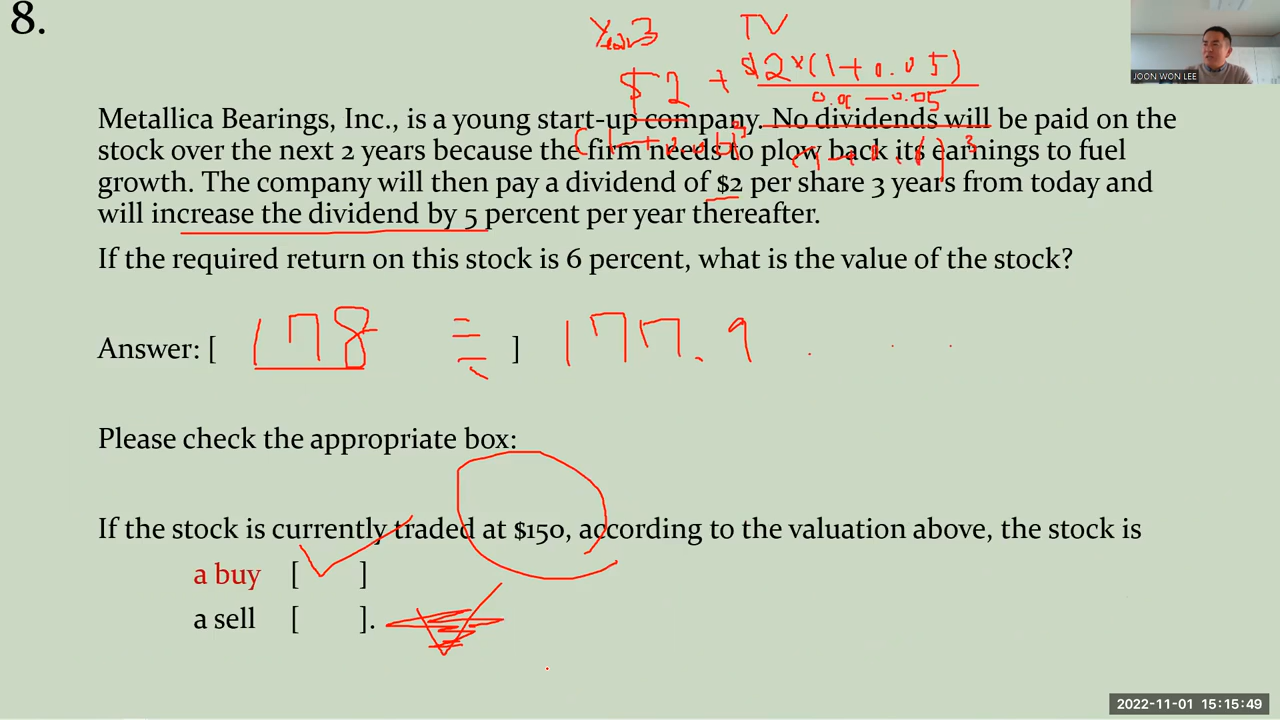 8.
Year 3 TV
$2 + $2×(1+0.05)
0.06-0.05
JOON WON LEE
Metallica Bearings, Inc., is a young start-up company. No dividends will be paid on the
stock over the next 2 years because the firm needs to plow back its earnings to fuel
growth. The company will then pay a dividend of $2 per share 3 years from today and
will increase the dividend by 5 percent per year thereafter.
If the required return on this stock is 6 percent, what is the value of the stock?
Answer: [ 178 ] 177.9 . . .
Please check the appropriate box:
If the stock is currently traded at $150, according to the valuation above, the stock is
a buy [ ✓ ]
a sell [ ].
2022-11-01 15:15:49